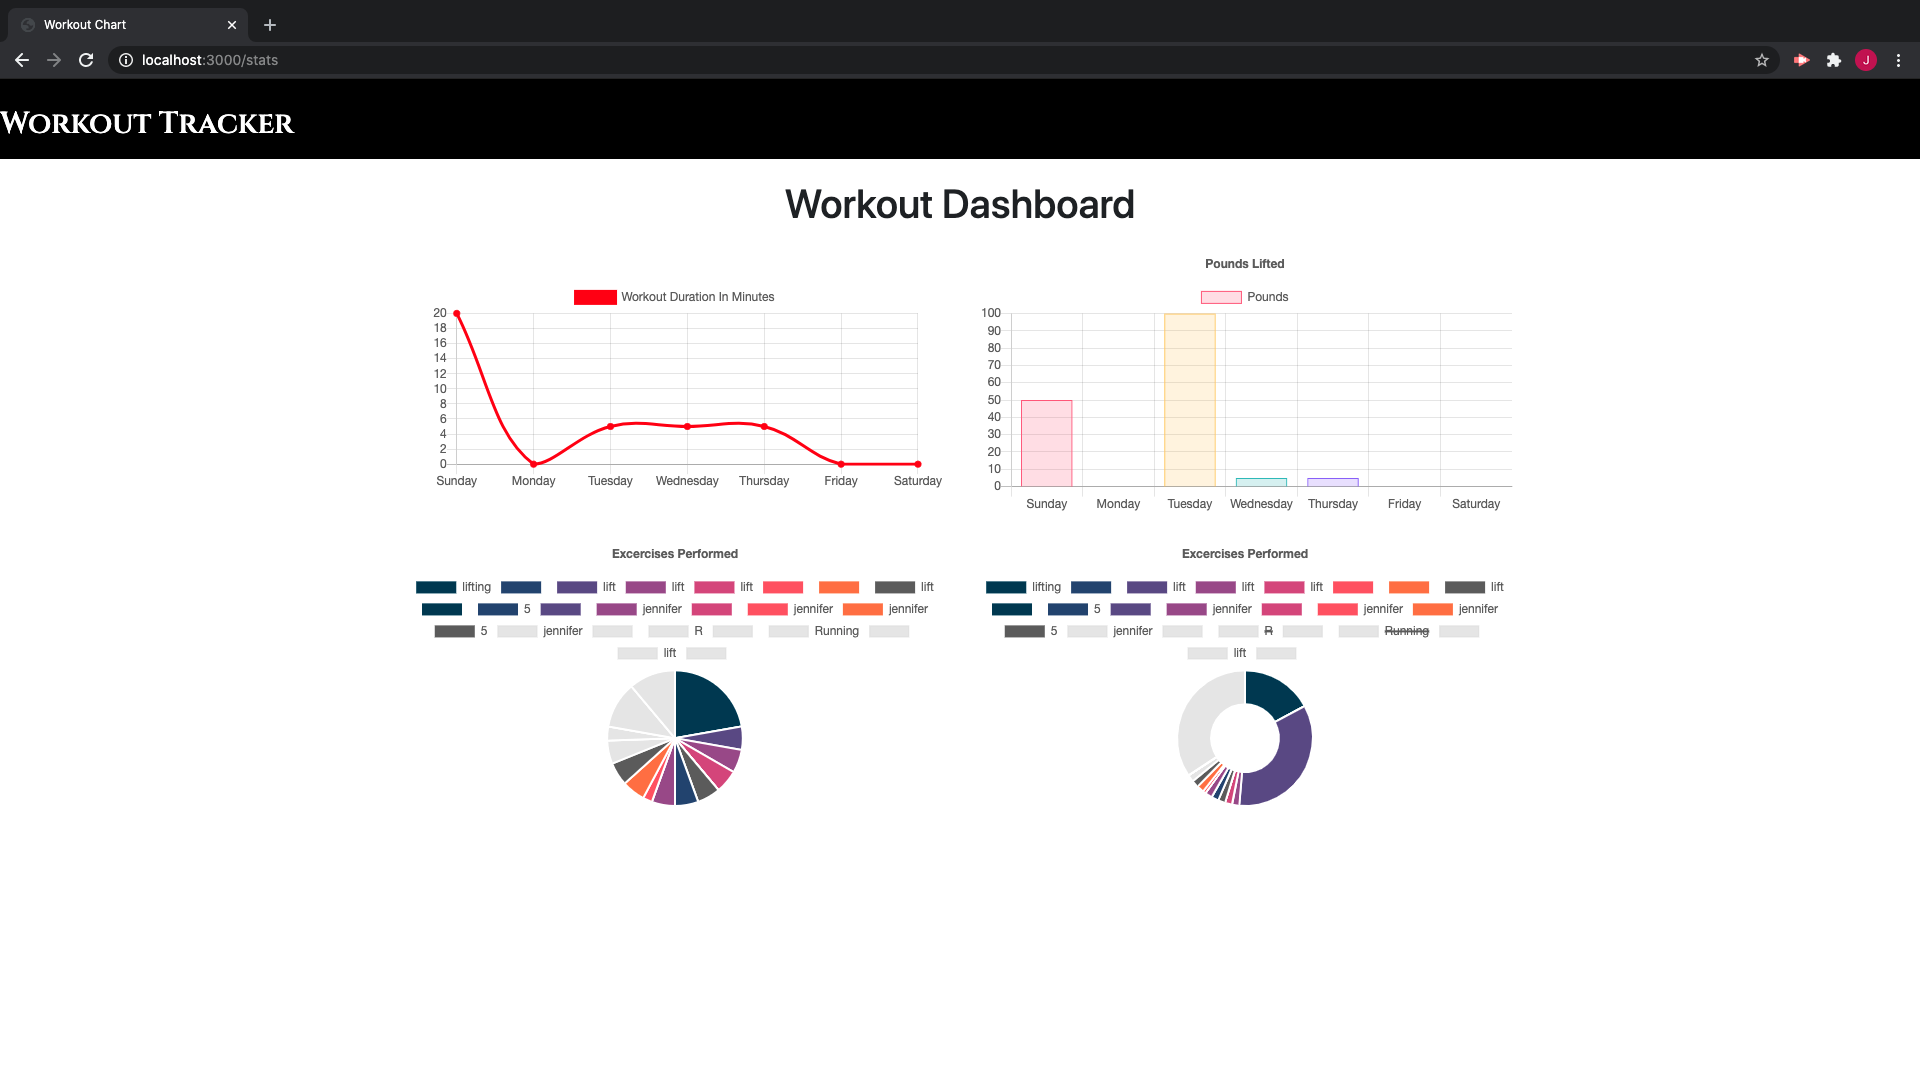 Workout Chart
localhost:3000/stats
J
Workout Tracker
Workout Dashboard
Workout Duration In Minutes
20
18
16
14
12
10
8
6
4
2
0
Sunday Monday Tuesday Wednesday Thursday Friday Saturday
Pounds Lifted
Pounds
100
90
80
70
60
50
40
30
20
10
0
Sunday Monday Tuesday Wednesday Thursday Friday Saturday
Excercises Performed
lifting lift lift lift lift
5 jennifer jennifer jennifer
5 jennifer R Running
lift
Excercises Performed
lifting lift lift lift lift
5 jennifer jennifer jennifer
5 jennifer R Running
lift